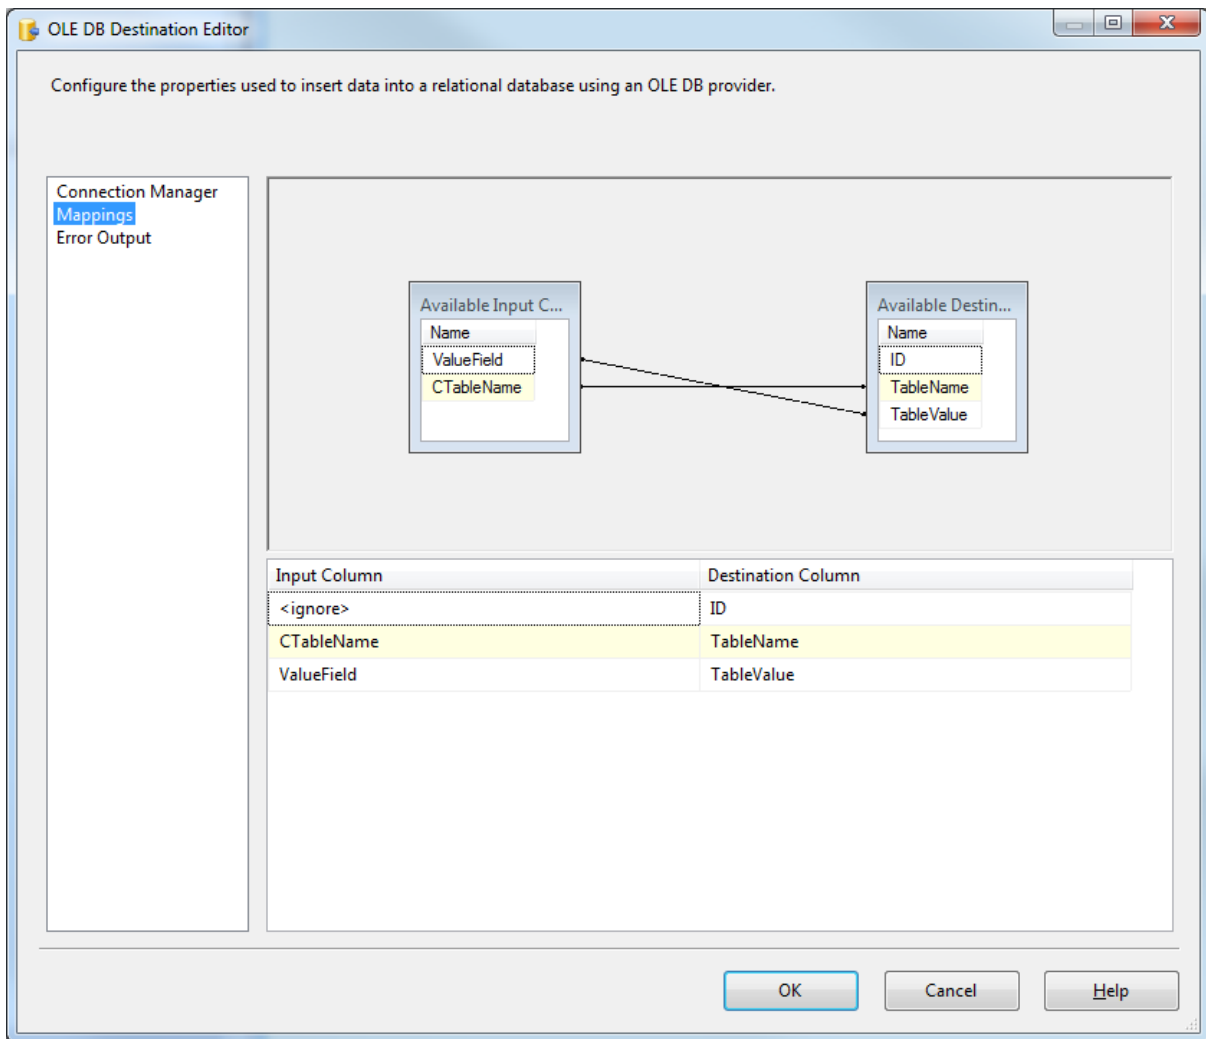 OLE DB Destination Editor
Configure the properties used to insert data into a relational database using an OLE DB provider.
Connection Manager
Mappings
Error Output
Available Input C...
Name
ValueField
CTableName
Available Destin...
Name
ID
TableName
TableValue
Input Column Destination Column
<ignore> ID
CTableName TableName
ValueField TableValue
OK Cancel Help